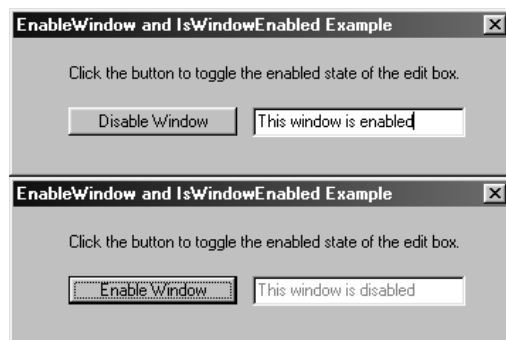 EnableWindow and IsWindowEnabled Example
Click the button to toggle the enabled state of the edit box.
Disable Window This window is enabled
EnableWindow and IsWindowEnabled Example
Click the button to toggle the enabled state of the edit box.
Enable Window This window is disabled